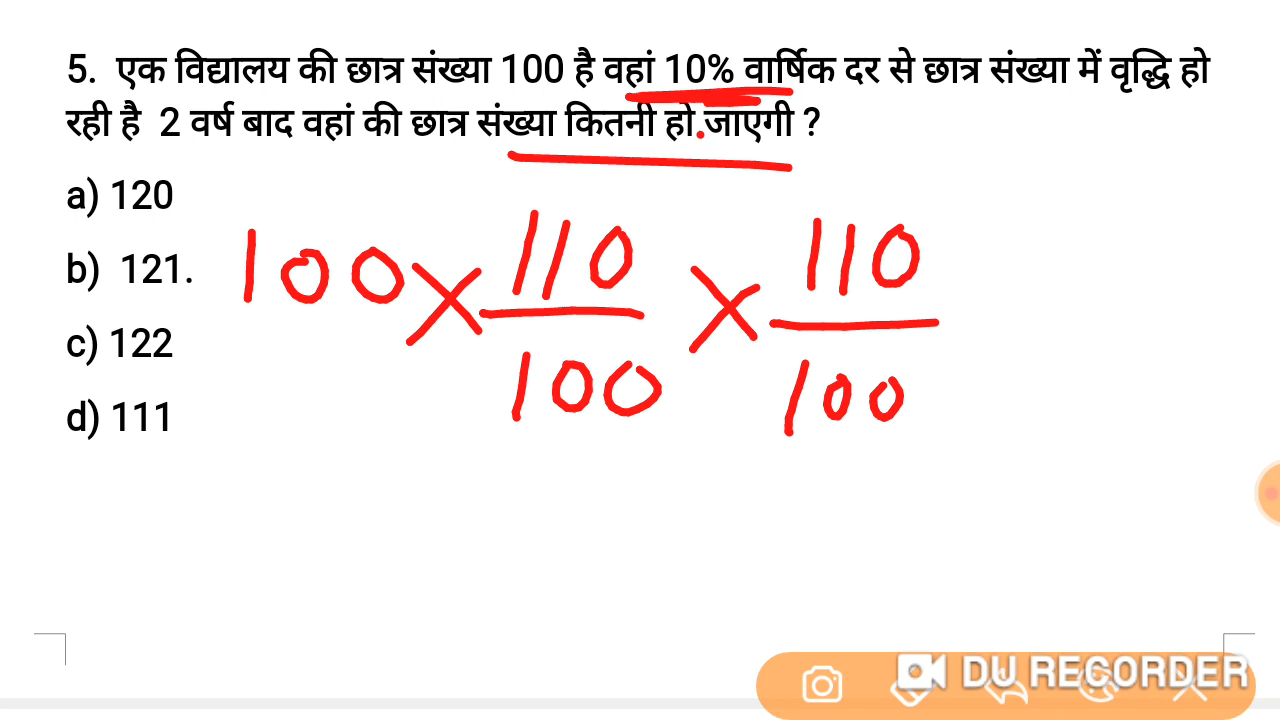 5. एक विद्यालय की छात्र संख्या 100 है वहां 10% वार्षिक दर से छात्र संख्या में वृद्धि हो
रही है 2 वर्ष बाद वहां की छात्र संख्या कितनी हो जाएगी ?
a) 120
b) 121.
c) 122
d) 111
100 × 110/100 × 110/100
DU RECORDER